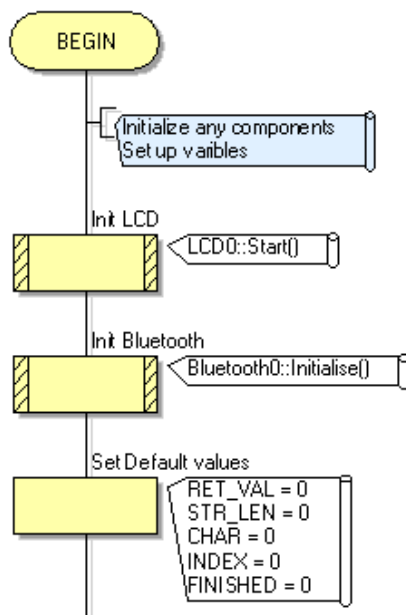 BEGIN
Initialize any components
Set up varibles
Init LCD
LCD0::Start()
Init Bluetooth
Bluetooth0::Initialise()
Set Default values
RET_VAL = 0
STR_LEN = 0
CHAR = 0
INDEX = 0
FINISHED = 0